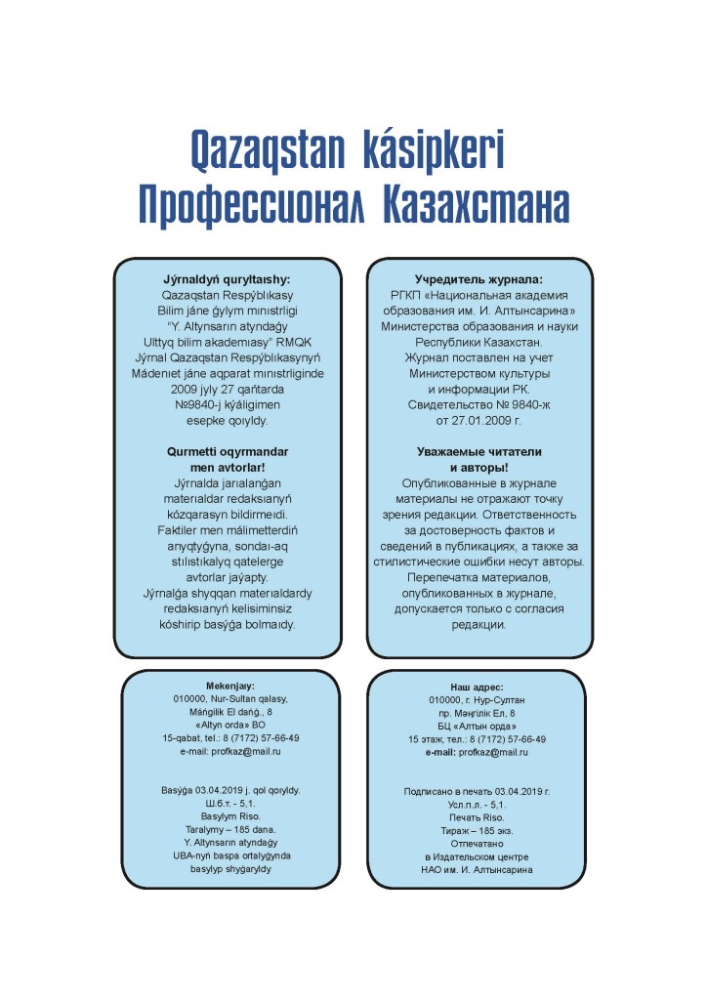 Qazaqstan kásipkeri
Профессионал Казахстана
Jýrnaldyń quryltaıshy:
Qazaqstan Respýblıkasy
Bilim jáne ǵylym mınıstrligi
“Y. Altynsarın atyndaǵy
Ulttyq bilim akademıasy” RMQK
Jýrnal Qazaqstan Respýblıkasynyń
Mádenıet jáne aqparat mınıstrliginde
2009 jyly 27 qańtarda
№9840-j kýáligimen
esepke qoıyldy.
Qurmetti oqyrmandar
men avtorlar!
Jýrnalda jarıalanǵan
materıaldar redaksıanyń
kózqarasyn bildirmeıdi.
Faktiler men málimetterdiń
anyqtyǵyna, sondaı-aq
stılıstıkalyq qatelerge
avtorlar jaýapty.
Jýrnalǵa shyqqan materıaldardy
redaksıanyń kelisiminsiz
kóshirip basýǵa bolmaıdy.
Учредитель журнала:
РГКП «Национальная академия
образования им. И. Алтынсарина»
Министерства образования и науки
Республики Казахстан.
Журнал поставлен на учет
Министерством культуры
и информации РК.
Свидетельство № 9840-ж
от 27.01.2009 г.
Уважаемые читатели
и авторы!
Опубликованные в журнале
материалы не отражают точку
зрения редакции. Ответственность
за достоверность фактов и
сведений в публикациях, а также за
стилистические ошибки несут авторы.
Перепечатка материалов,
опубликованных в журнале,
допускается только с согласия
редакции.
Mekenjaıy:
010000, Nur-Sultan qalasy,
Máńgilik El dańǵ., 8
«Altyn orda» BO
15-qabat, tel.: 8 (7172) 57-66-49
e-mail: profkaz@mail.ru
Basýǵa 03.04.2019 j. qol qoıyldy.
Ш.б.т. - 5,1.
Basylym Riso.
Taralymy – 185 dana.
Y. Altynsarın atyndaǵy
UBA-nyń baspa ortalyǵynda
basylyp shyǵaryldy
Наш адрес:
010000, г. Нур-Султан
пр. Мәңгілік Ел, 8
БЦ «Алтын орда»
15 этаж, тел.: 8 (7172) 57-66-49
e-mail: profkaz@mail.ru
Подписано в печать 03.04.2019 г.
Усл.п.л. - 5,1.
Печать Riso.
Тираж – 185 экз.
Отпечатано
в Издательском центре
НАО им. И. Алтынсарина